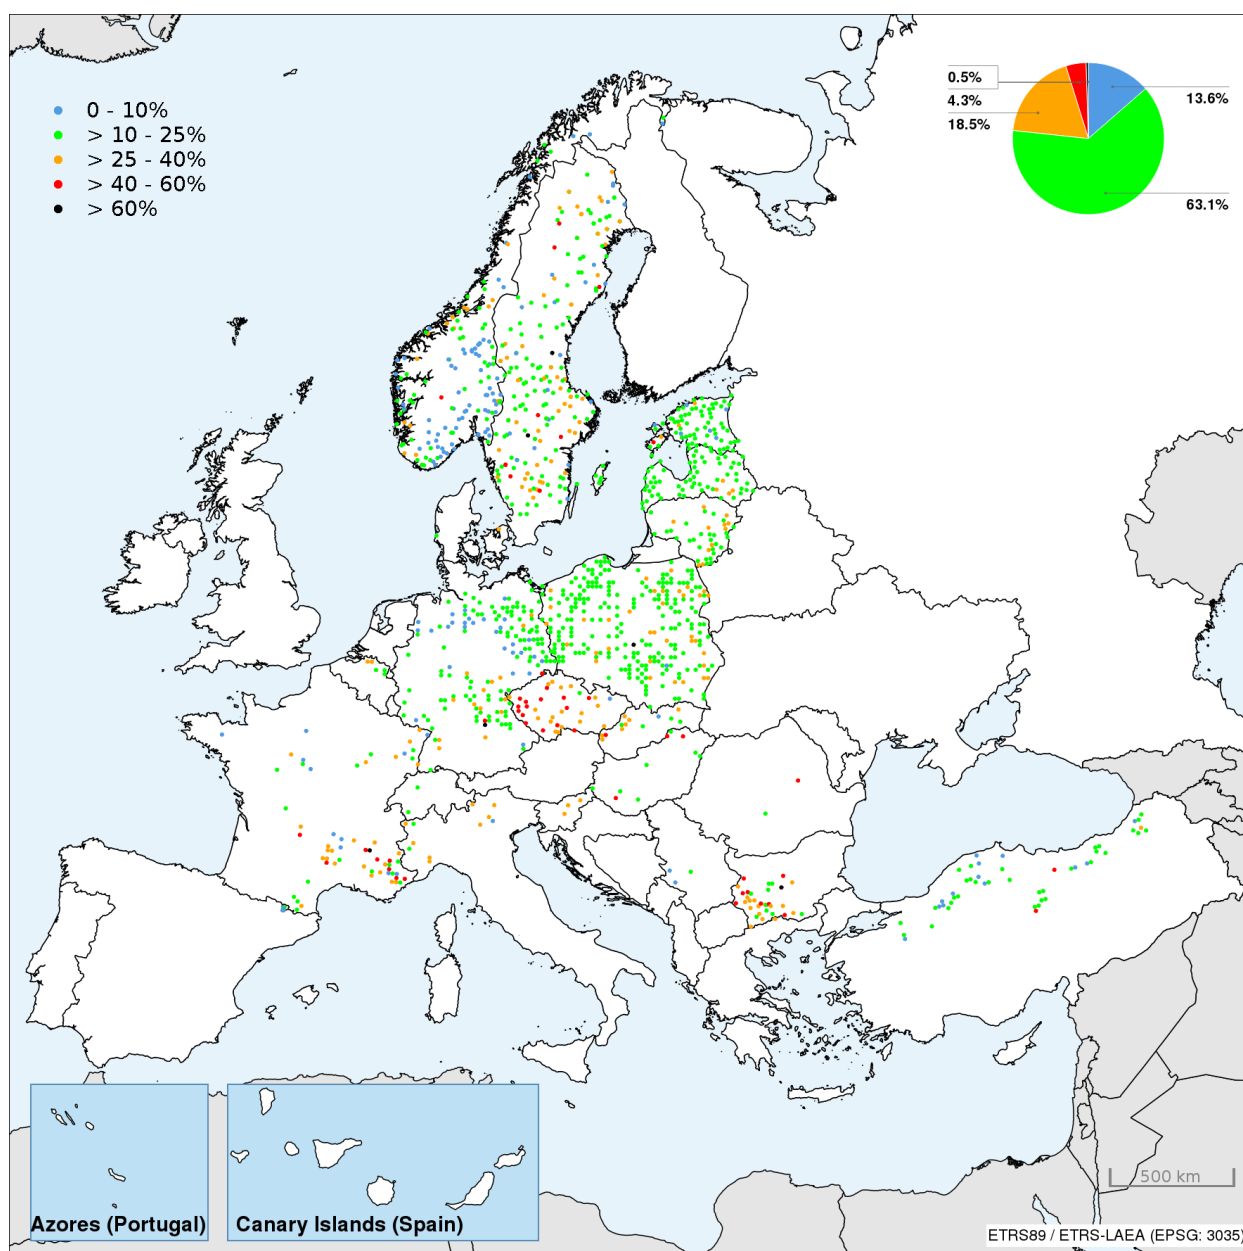 0 - 10%
> 10 - 25%
> 25 - 40%
> 40 - 60%
> 60%
0.5%
4.3%
18.5%
13.6%
63.1%
500 km
Azores (Portugal)
Canary Islands (Spain)
ETRS89 / ETRS-LAEA (EPSG: 3035)